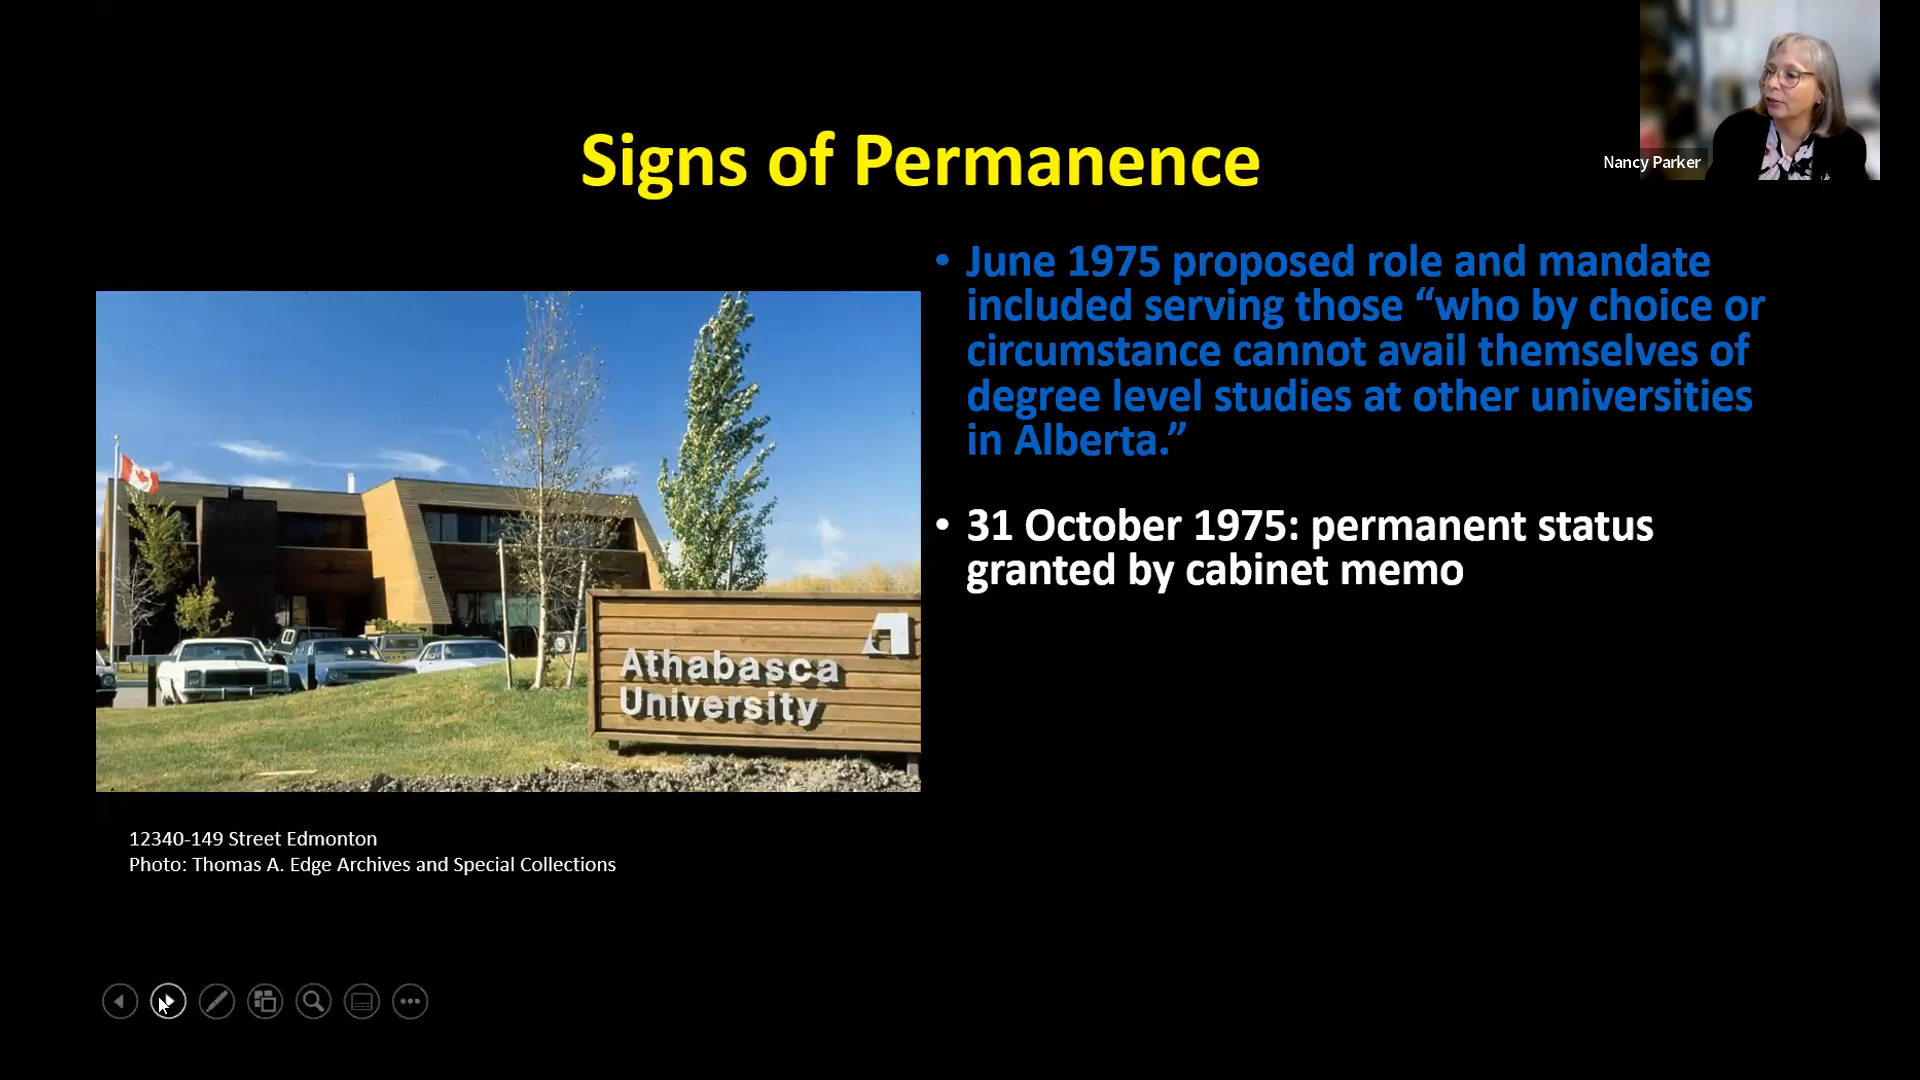 Nancy Parker
Signs of Permanence
• June 1975 proposed role and mandate
included serving those “who by choice or
circumstance cannot avail themselves of
degree level studies at other universities
in Alberta.”
• 31 October 1975: permanent status
granted by cabinet memo
Athabasca
University
12340-149 Street Edmonton
Photo: Thomas A. Edge Archives and Special Collections